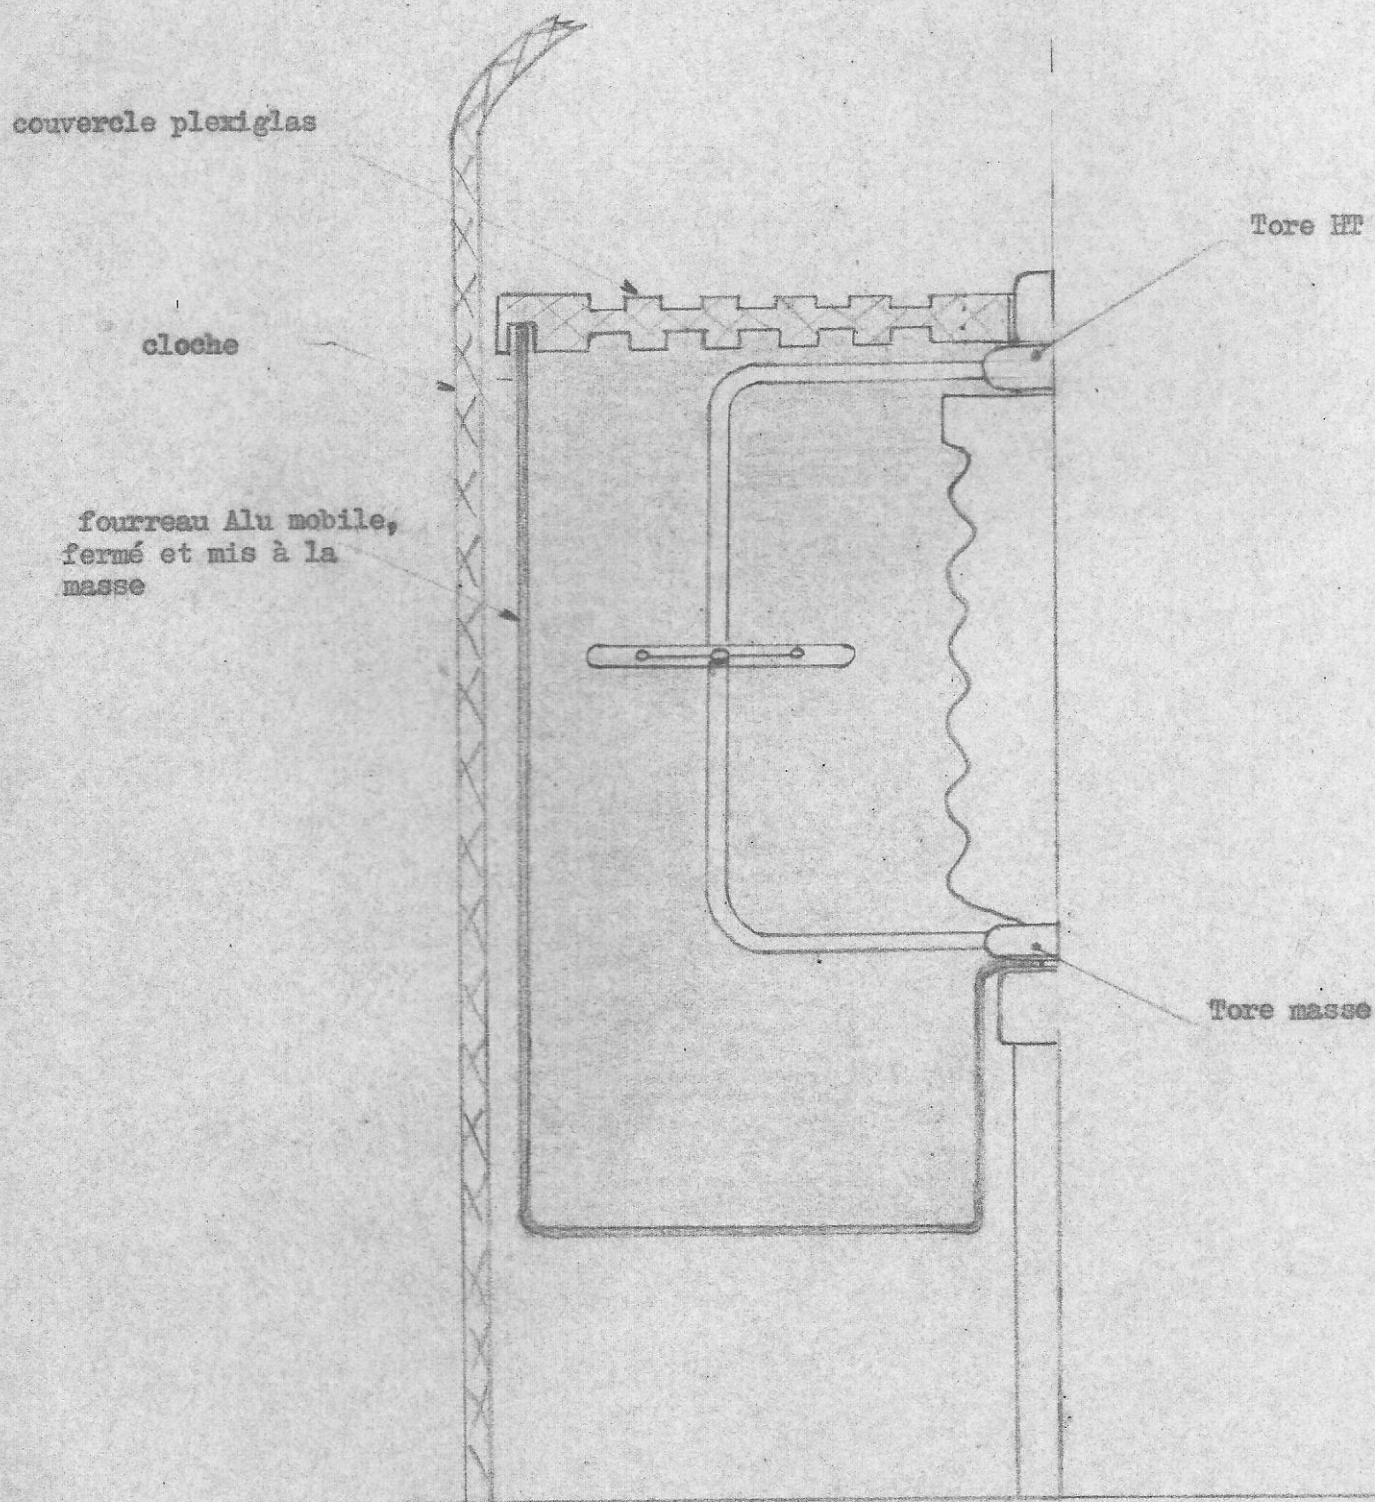 couvercle plexiglas
Tore HT
cloche
fourreau Alu mobile,
fermé et mis à la
masse
Tore masse